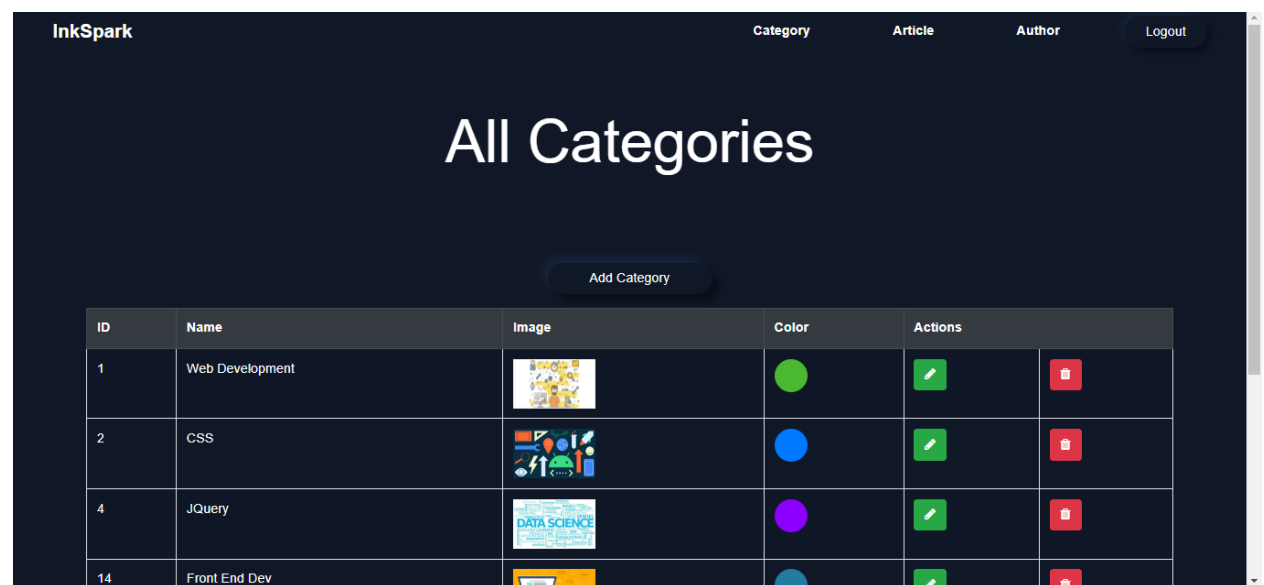 InkSpark Category Article Author Logout
All Categories
Add Category
ID Name Image Color Actions
1 Web Development
2 CSS
4 JQuery
DATA SCIENCE
14 Front End Dev